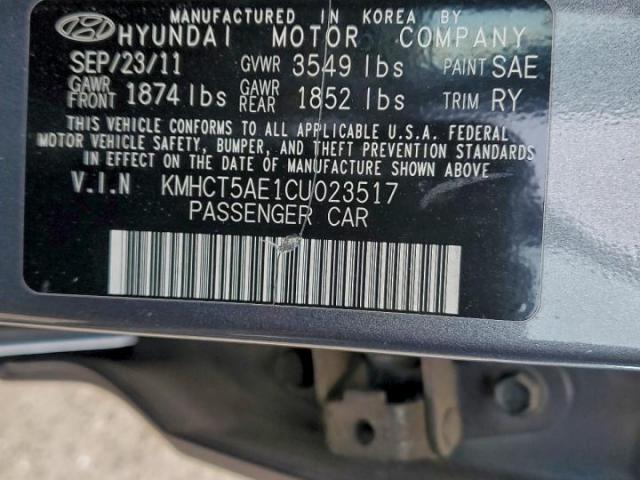 MANUFACTURED IN KOREA BY
HYUNDAI MOTOR COMPANY
SEP/23/11 GVWR 3549 lbs PAINT SAE
GAWR FRONT 1874 lbs GAWR REAR 1852 lbs TRIM RY
THIS VEHICLE CONFORMS TO ALL APPLICABLE U.S.A. FEDERAL
MOTOR VEHICLE SAFETY, BUMPER, AND THEFT PREVENTION STANDARDS
IN EFFECT ON THE DATE OF MANUFACTURE SHOWN ABOVE.
V.I.N KMHCT5AE1CU023517
PASSENGER CAR